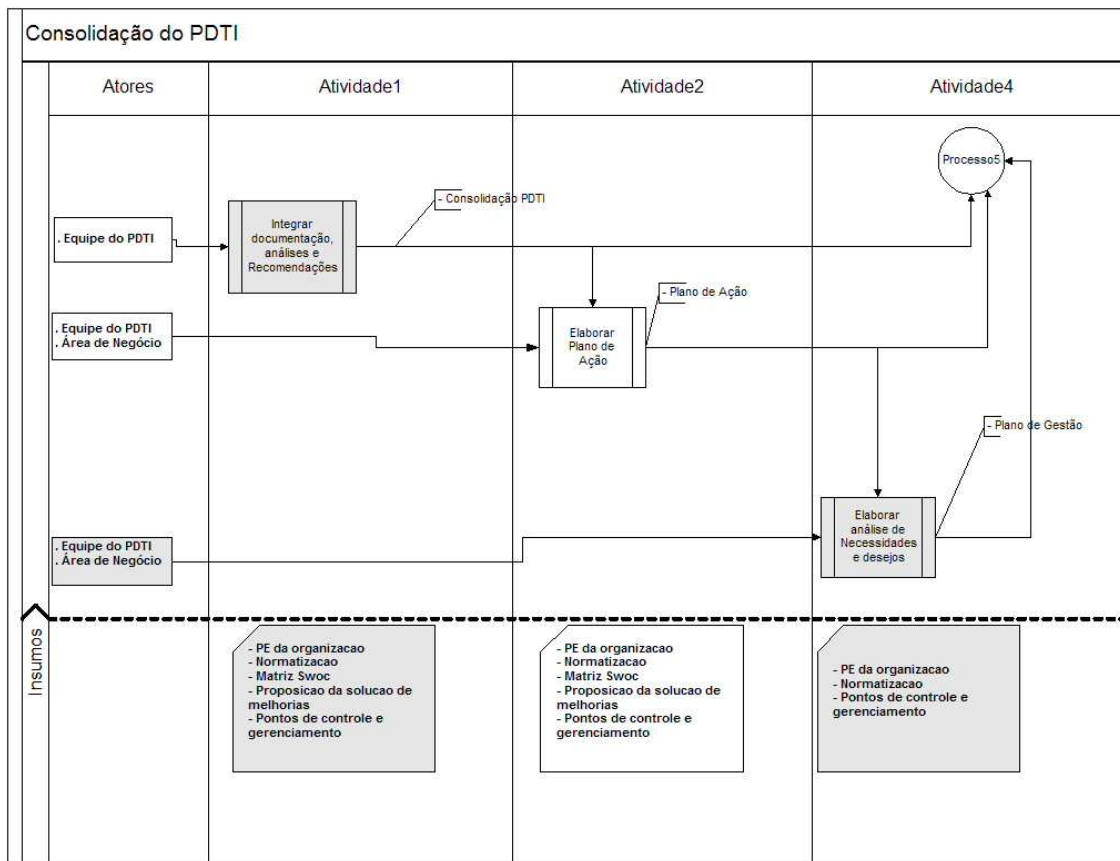 Consolidação do PDTI
Atores
Atividade1
Atividade2
Atividade4
Processo5
- Consolidação PDTI
. Equipe do PDTI
Integrar
documentação,
análises e
Recomendações
- Plano de Ação
. Equipe do PDTI
. Área de Negócio
Elaborar
Plano de
Ação
- Plano de Gestão
. Equipe do PDTI
. Área de Negócio
Elaborar
análise de
Necessidades
e desejos
Insumos
- PE da organizacao
- Normatizacao
- Matriz Swoc
- Proposicao da solucao de
melhorias
- Pontos de controle e
gerenciamento
- PE da organizacao
- Normatizacao
- Matriz Swoc
- Proposicao da solucao de
melhorias
- Pontos de controle e
gerenciamento
- PE da organizacao
- Normatizacao
- Pontos de controle e
gerenciamento